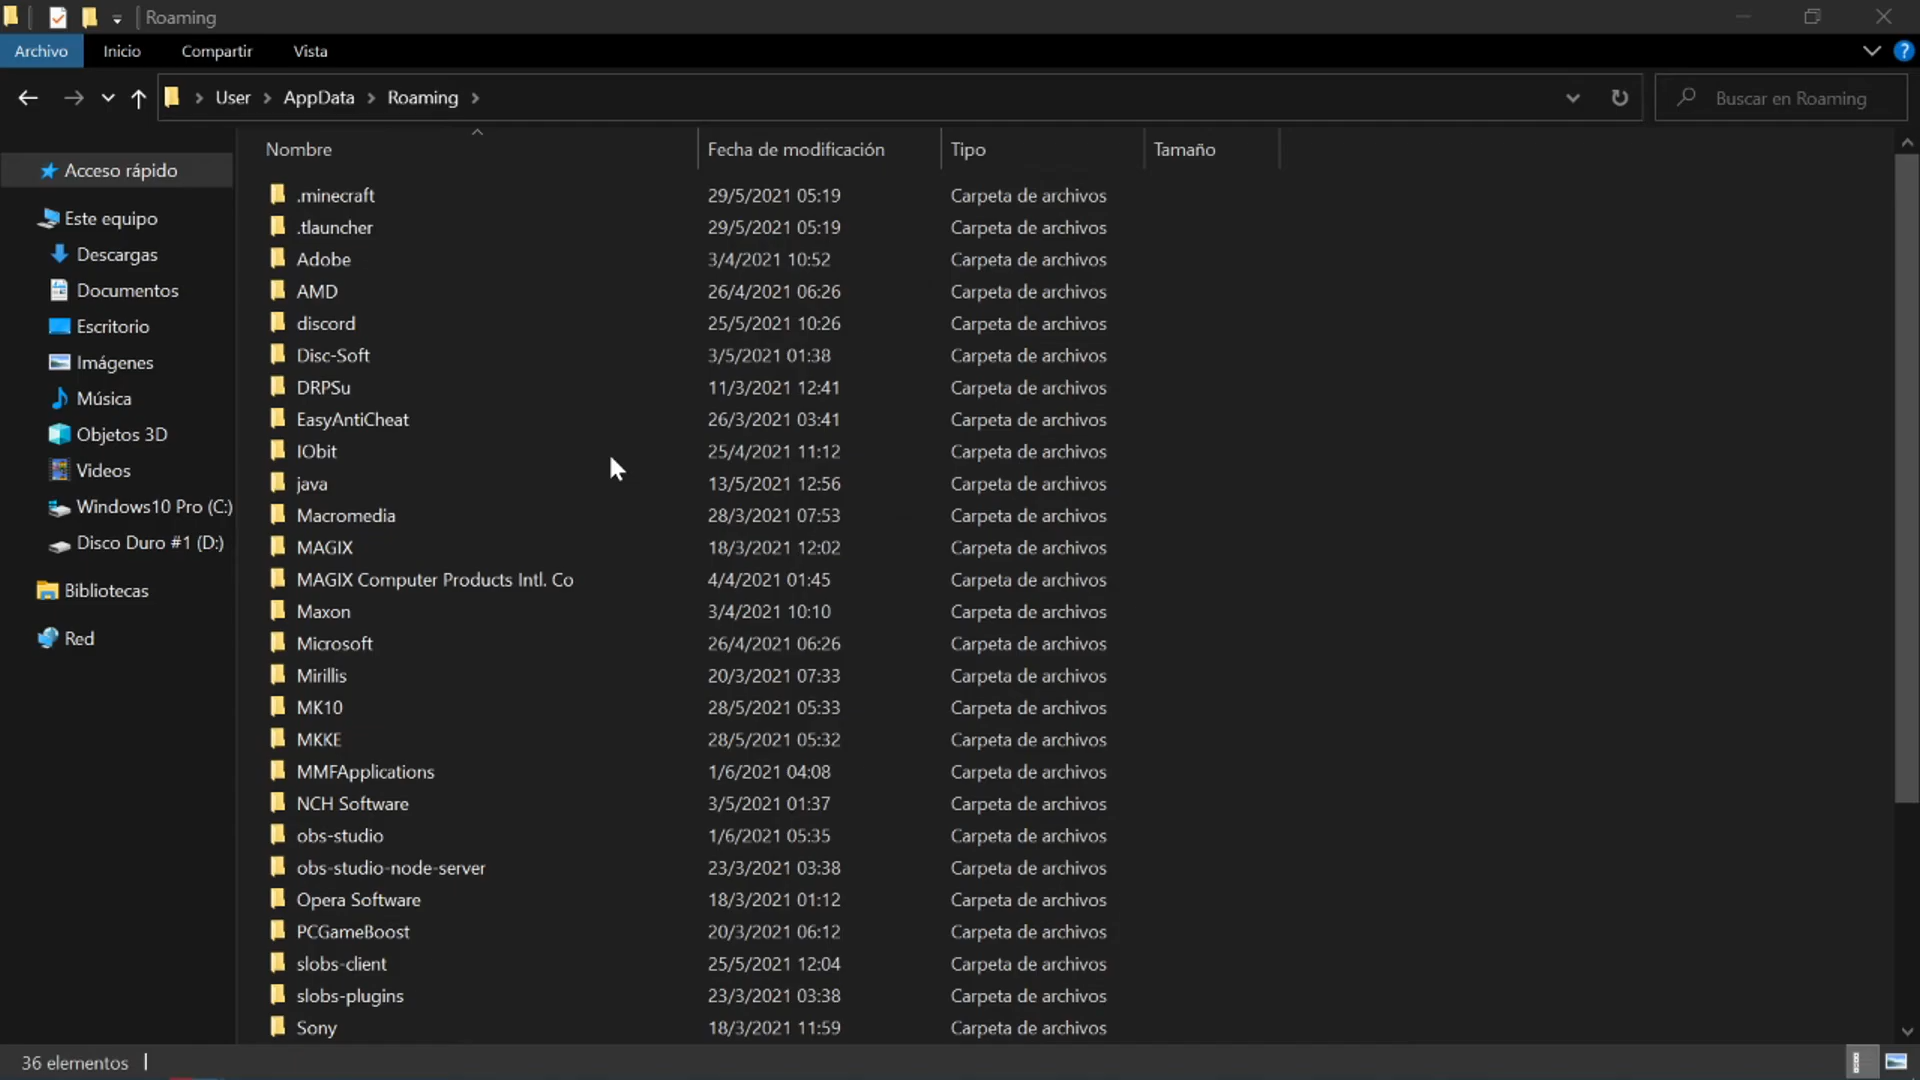 Roaming
Archivo Inicio Compartir Vista
User AppData Roaming Buscar en Roaming
Nombre Fecha de modificación Tipo Tamaño
Acceso rápido
Este equipo
Descargas
Documentos
Escritorio
Imágenes
Música
Objetos 3D
Videos
Windows10 Pro (C:)
Disco Duro #1 (D:)
Bibliotecas
Red
.minecraft 29/5/2021 05:19 Carpeta de archivos
.tlauncher 29/5/2021 05:19 Carpeta de archivos
Adobe 3/4/2021 10:52 Carpeta de archivos
AMD 26/4/2021 06:26 Carpeta de archivos
discord 25/5/2021 10:26 Carpeta de archivos
Disc-Soft 3/5/2021 01:38 Carpeta de archivos
DRPSu 11/3/2021 12:41 Carpeta de archivos
EasyAntiCheat 26/3/2021 03:41 Carpeta de archivos
IObit 25/4/2021 11:12 Carpeta de archivos
java 13/5/2021 12:56 Carpeta de archivos
Macromedia 28/3/2021 07:53 Carpeta de archivos
MAGIX 18/3/2021 12:02 Carpeta de archivos
MAGIX Computer Products Intl. Co 4/4/2021 01:45 Carpeta de archivos
Maxon 3/4/2021 10:10 Carpeta de archivos
Microsoft 26/4/2021 06:26 Carpeta de archivos
Mirillis 20/3/2021 07:33 Carpeta de archivos
MK10 28/5/2021 05:33 Carpeta de archivos
MKKE 28/5/2021 05:32 Carpeta de archivos
MMFApplications 1/6/2021 04:08 Carpeta de archivos
NCH Software 3/5/2021 01:37 Carpeta de archivos
obs-studio 1/6/2021 05:35 Carpeta de archivos
obs-studio-node-server 23/3/2021 03:38 Carpeta de archivos
Opera Software 18/3/2021 01:12 Carpeta de archivos
PCGameBoost 20/3/2021 06:12 Carpeta de archivos
slobs-client 25/5/2021 12:04 Carpeta de archivos
slobs-plugins 23/3/2021 03:38 Carpeta de archivos
Sony 18/3/2021 11:59 Carpeta de archivos
36 elementos